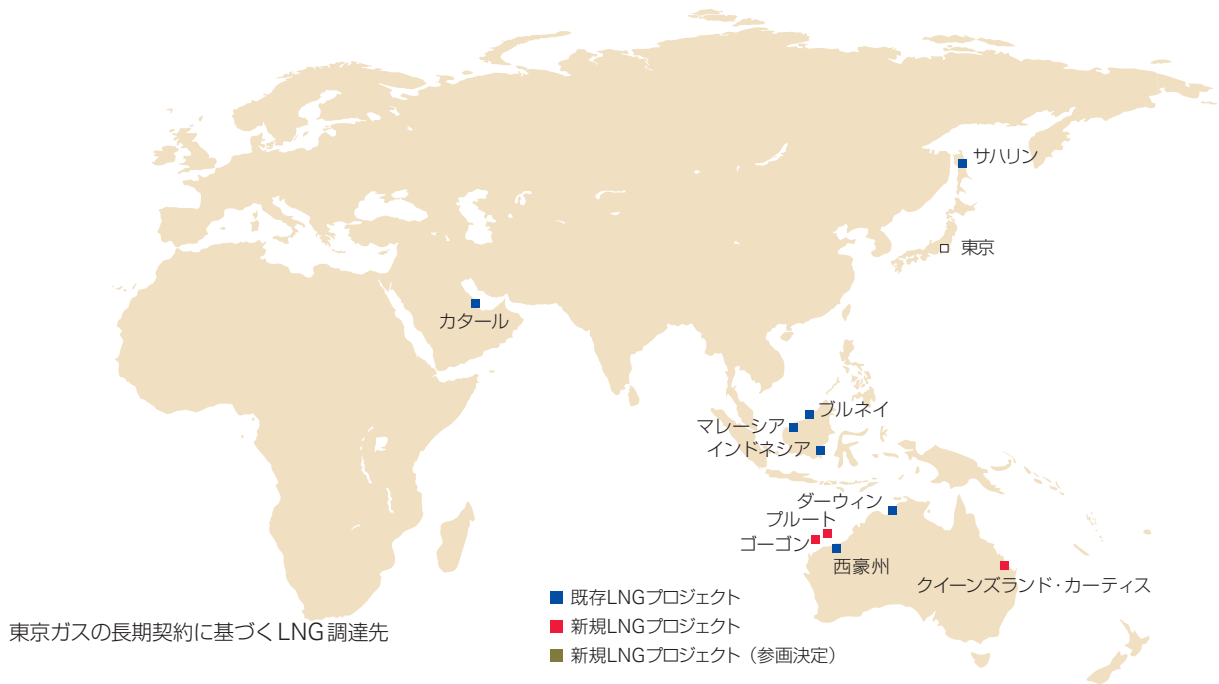 サハリン
東京
カタール
ブルネイ
マレーシア
インドネシア
ダーウィン
プルート
ゴーゴン
西豪州
クイーンズランド・カーティス
既存LNGプロジェクト
新規LNGプロジェクト
新規LNGプロジェクト（参画決定）
東京ガスの長期契約に基づくLNG調達先